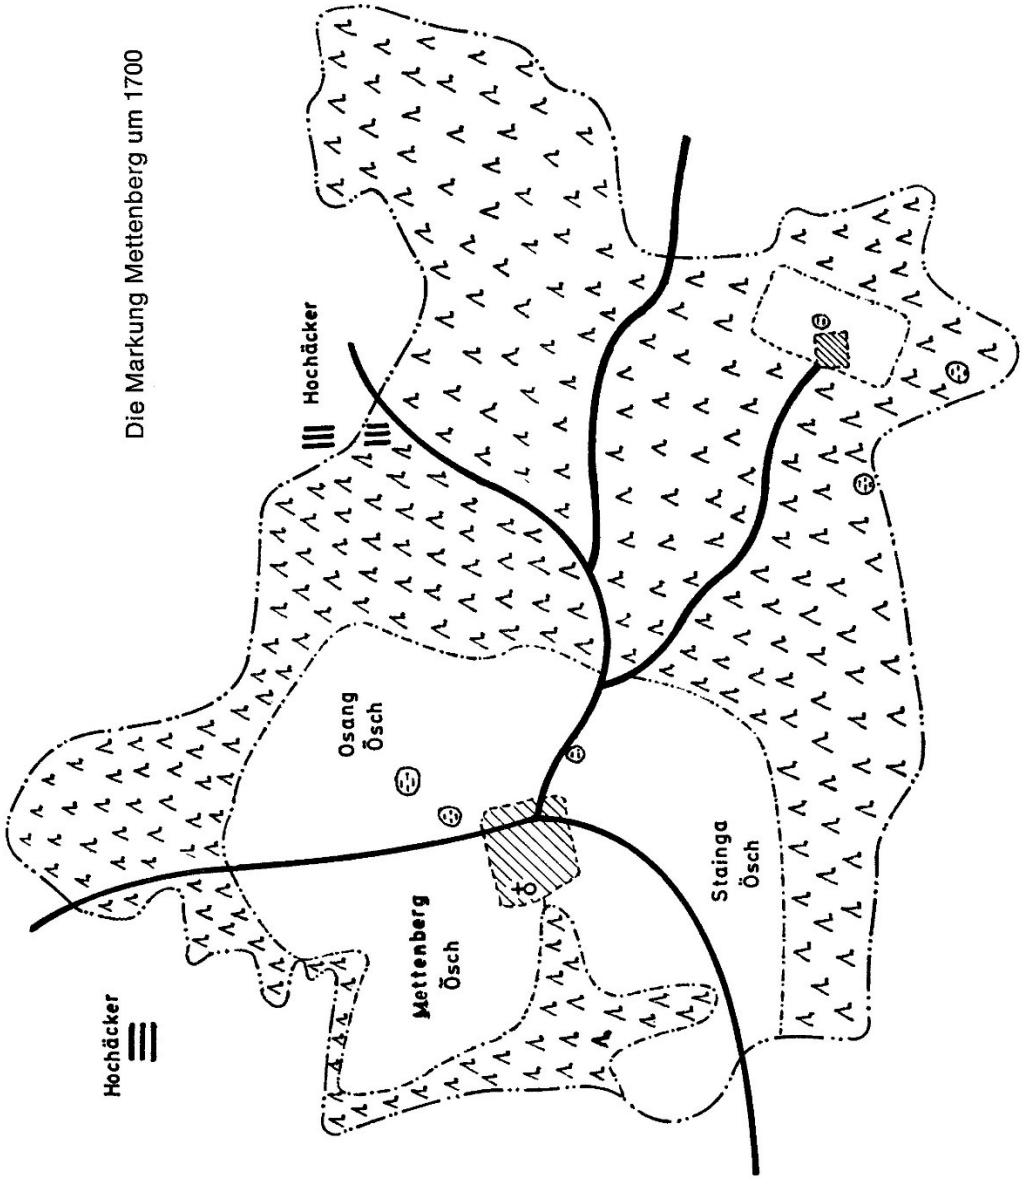 Die Markung Mettenberg um 1700
Hochäcker
Hochäcker
Osang
Ösch
Mettenberg
Ösch
Stainga
Ösch